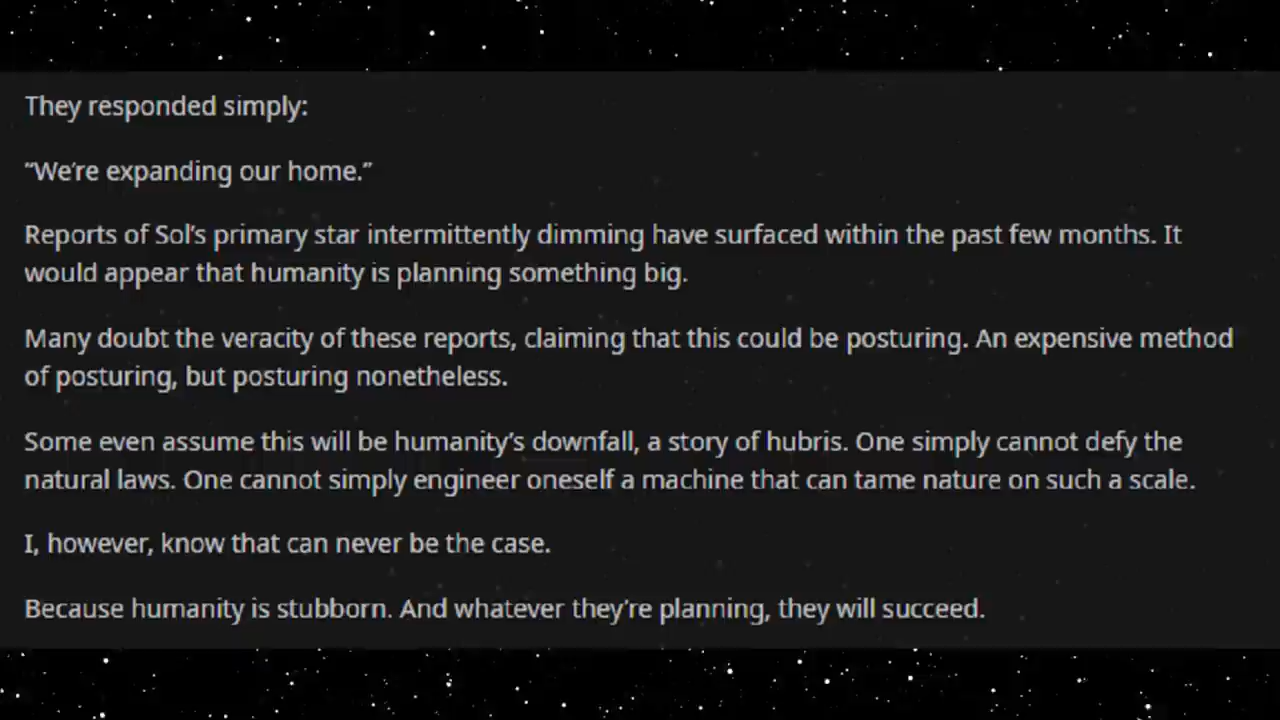 They responded simply:
“We’re expanding our home.”
Reports of Sol’s primary star intermittently dimming have surfaced within the past few months. It
would appear that humanity is planning something big.
Many doubt the veracity of these reports, claiming that this could be posturing. An expensive method
of posturing, but posturing nonetheless.
Some even assume this will be humanity’s downfall, a story of hubris. One simply cannot defy the
natural laws. One cannot simply engineer oneself a machine that can tame nature on such a scale.
I, however, know that can never be the case.
Because humanity is stubborn. And whatever they’re planning, they will succeed.